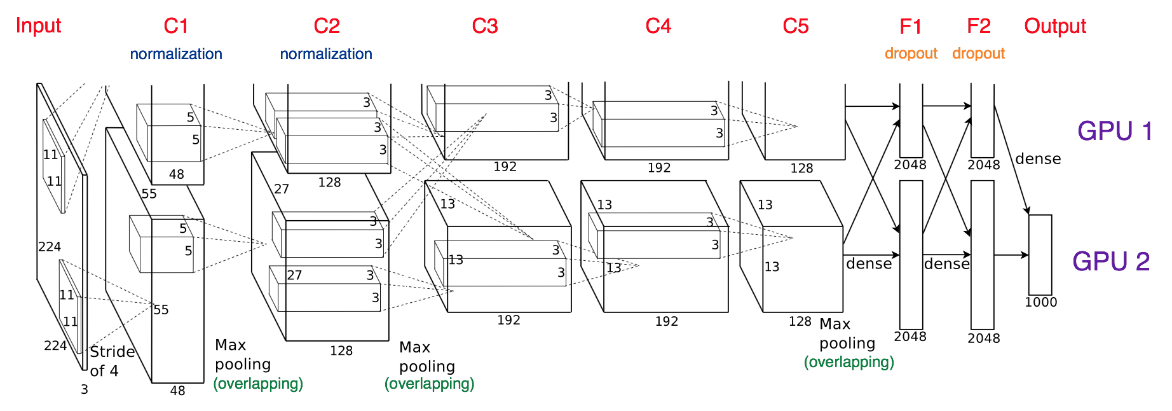 Input C1 C2 C3 C4 C5 F1 F2 Output
normalization normalization dropout dropout
3 3
3 3
5 3 3 3
5 3 3 3
11
11
48 128 192 192 128 2048 2048
GPU 1
dense
55 27 13 13 13
5 3 3
5 3 3 3
3
224 13 13 13
27 3 3
3
dense dense
GPU 2
11
11
55
1000
192 192 128 2048 2048
224 Stride
of 4
128
Max
pooling
(overlapping)
Max
pooling
(overlapping)
Max
pooling
(overlapping)
3 48